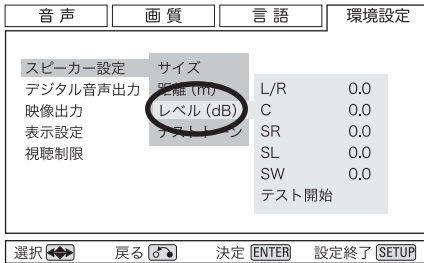 音声 画質 言語 環境設定
スピーカー設定 サイズ
デジタル音声出力 距離 (m) L/R 0.0
映像出力 レベル (dB) C 0.0
表示設定 テストトーン SR 0.0
視聴制限 SL 0.0
SW 0.0
テスト開始
選択 戻る 決定 ENTER 設定終了 SETUP